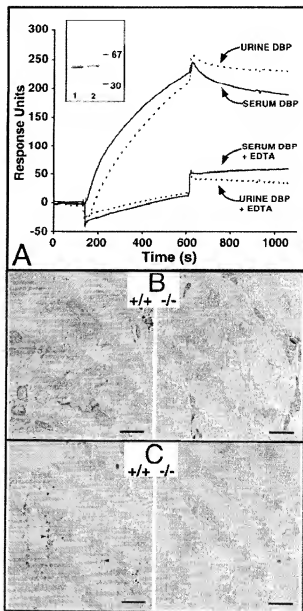 300
250
200
150
100
50
0
-50
Response Units
67
30
1 2
URINE DBP
SERUM DBP
SERUM DBP
+ EDTA
URINE DBP
+ EDTA
0 200 400 600 800 1000
Time (s)
A
B
+/+ -/-
C
+/+ -/-